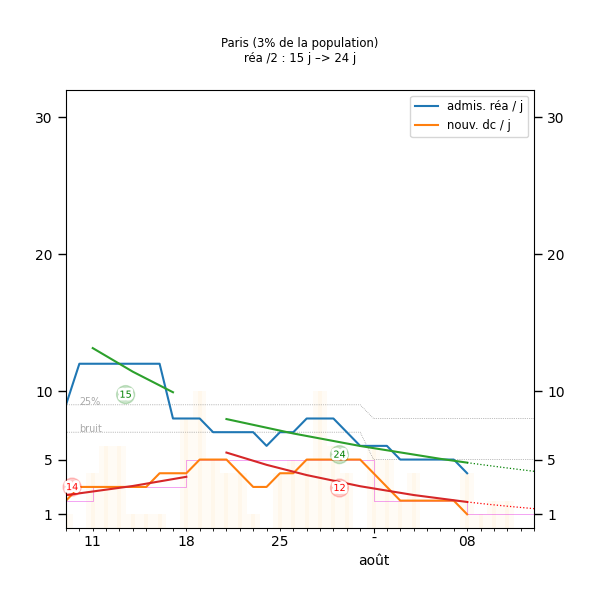 Paris (3% de la population)
réa /2 : 15 j –> 24 j
admis. réa / j
nouv. dc / j
30 30
20 20
10 10
25%
15
bruit
5 5
24
14
12
1 1
11 18 25 - 08
août